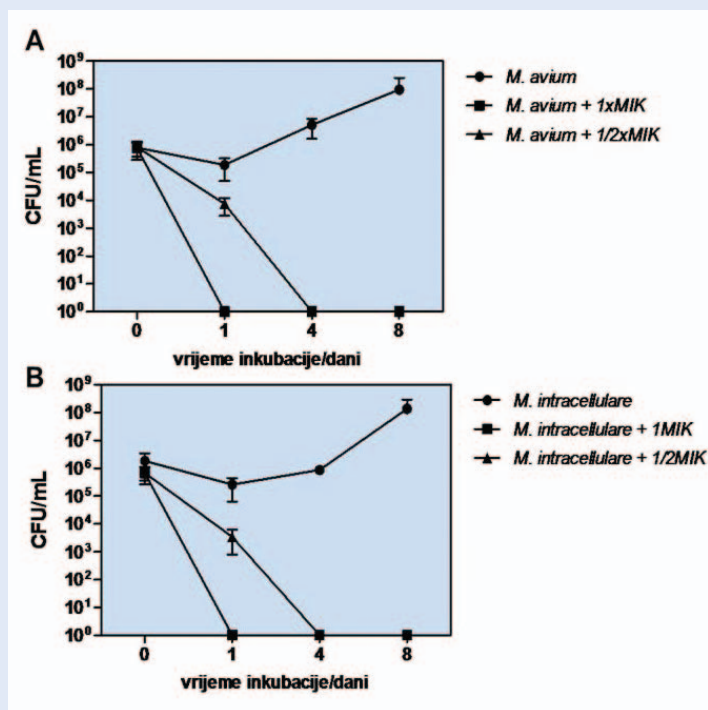 A
10⁹
10⁸
10⁷
10⁶
10⁵
10⁴
10³
10²
10¹
10⁰
CFU/mL
0 1 4 8
vrijeme inkubacije/dani
M. avium
M. avium + 1xMIK
M. avium + 1/2xMIK
B
10⁹
10⁸
10⁷
10⁶
10⁵
10⁴
10³
10²
10¹
10⁰
CFU/mL
0 1 4 8
vrijeme inkubacije/dani
M. intracellulare
M. intracellulare + 1MIK
M. intracellulare + 1/2MIK